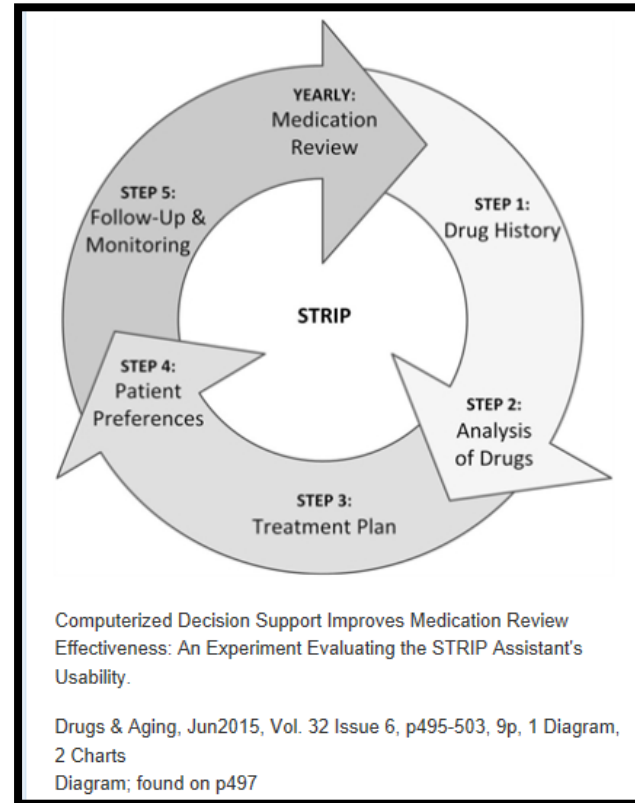 YEARLY:
Medication
Review
STEP 1:
Drug History
STEP 2:
Analysis
of Drugs
STEP 3:
Treatment Plan
STEP 4:
Patient
Preferences
STEP 5:
Follow-Up &
Monitoring
STRIP
Computerized Decision Support Improves Medication Review
Effectiveness: An Experiment Evaluating the STRIP Assistant's
Usability.
Drugs & Aging, Jun2015, Vol. 32 Issue 6, p495-503, 9p, 1 Diagram,
2 Charts
Diagram; found on p497